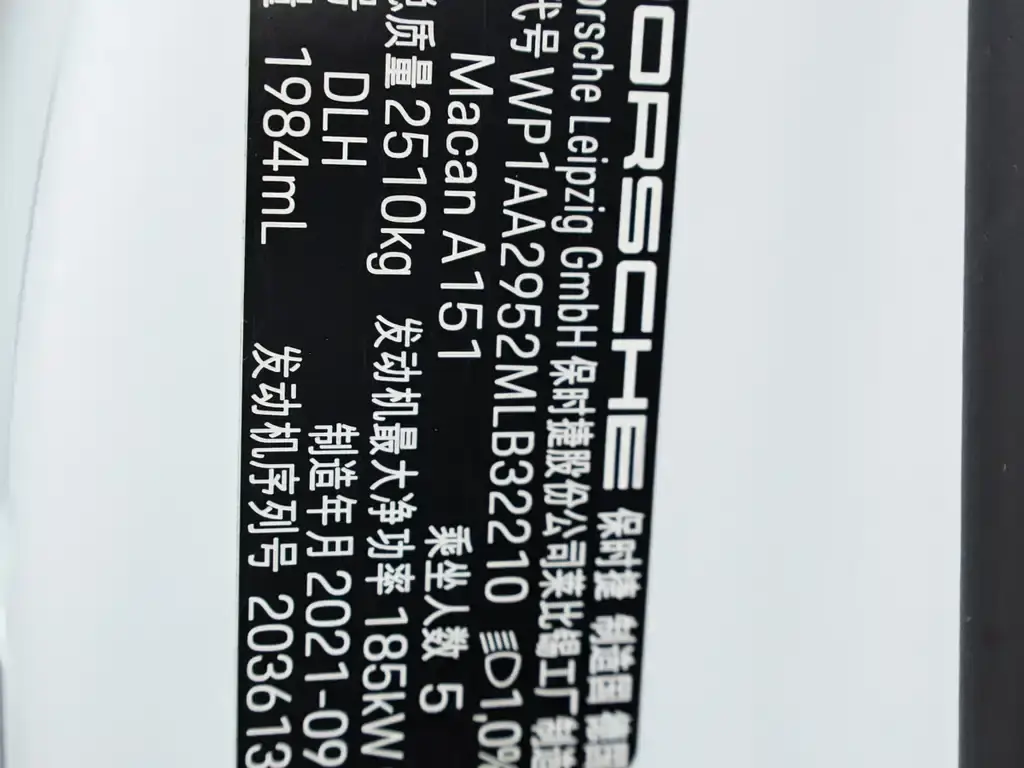 PORSCHE 保时捷 制造国 德国
Porsche Leipzig GmbH 保时捷股份公司莱比锡工厂 制造
代号 WP1AA2952MLB32210 1,0%
Macan A151 乘坐人数 5
总质量 2510kg 发动机最大净功率 185kW
DLH 制造年月 2021-09
1984mL 发动机序列号 203613